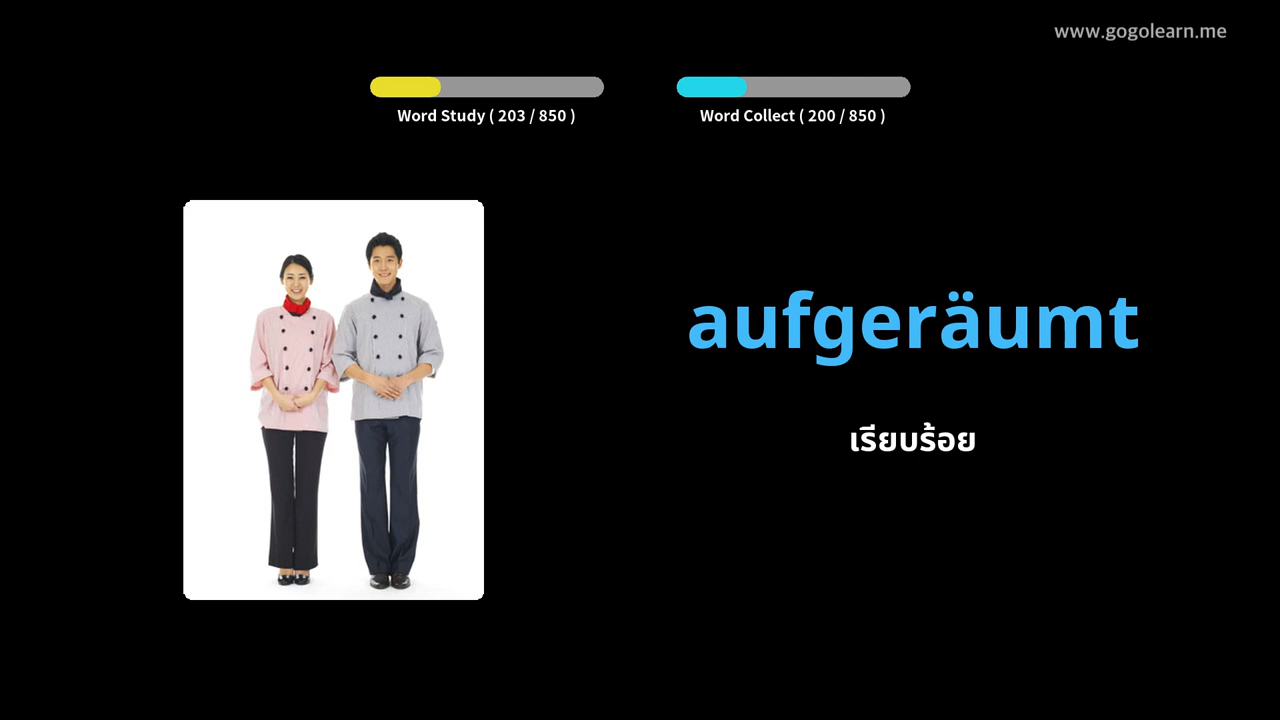 www.gogolearn.me
Word Study ( 203 / 850 )
Word Collect ( 200 / 850 )
aufgeräumt
เรียบร้อย